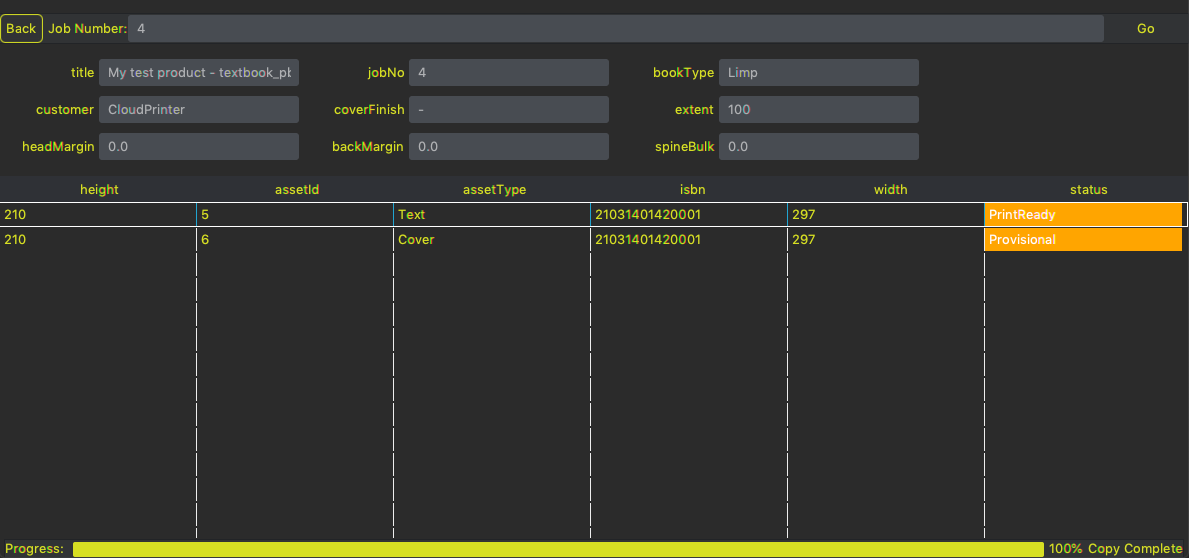 Back Job Number: 4 Go
title My test product - textbook_pb jobNo 4 bookType Limp
customer CloudPrinter coverFinish - extent 100
headMargin 0.0 backMargin 0.0 spineBulk 0.0
height assetId assetType isbn width status
210 5 Text 21031401420001 297 PrintReady
210 6 Cover 21031401420001 297 Provisional
Progress: 100% Copy Complete